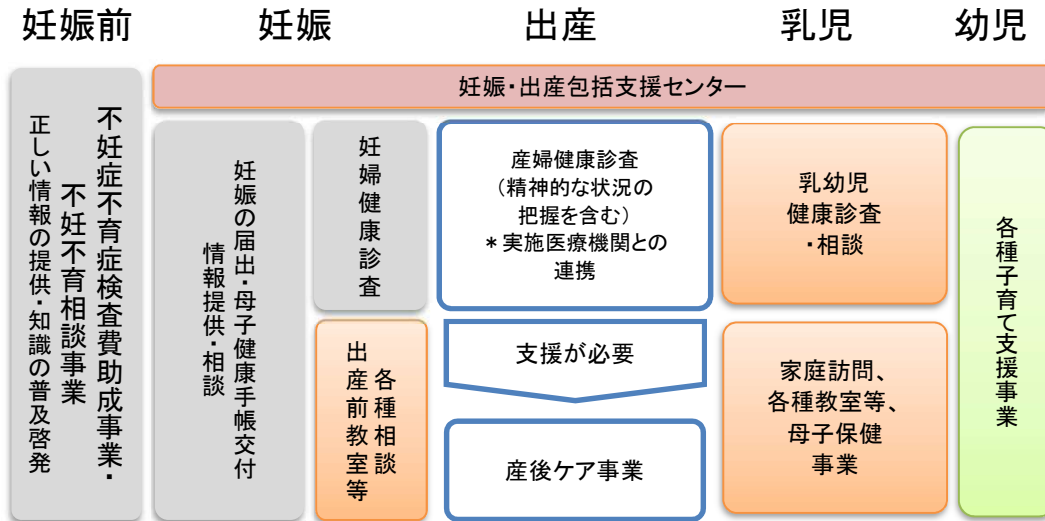 妊娠前
妊娠
出産
乳児
幼児
妊娠・出産包括支援センター
不妊症不育症検査費助成事業・
不妊不育相談事業
正しい情報の提供・知識の普及啓発
妊娠の届出・母子健康手帳交付
情報提供・相談
妊婦健康診査
各種相談
出産前教室等
産婦健康診査
(精神的な状況の
把握を含む)
*実施医療機関との
連携
支援が必要
産後ケア事業
乳幼児
健康診査
・相談
家庭訪問、
各種教室等、
母子保健
事業
各種子育て支援事業